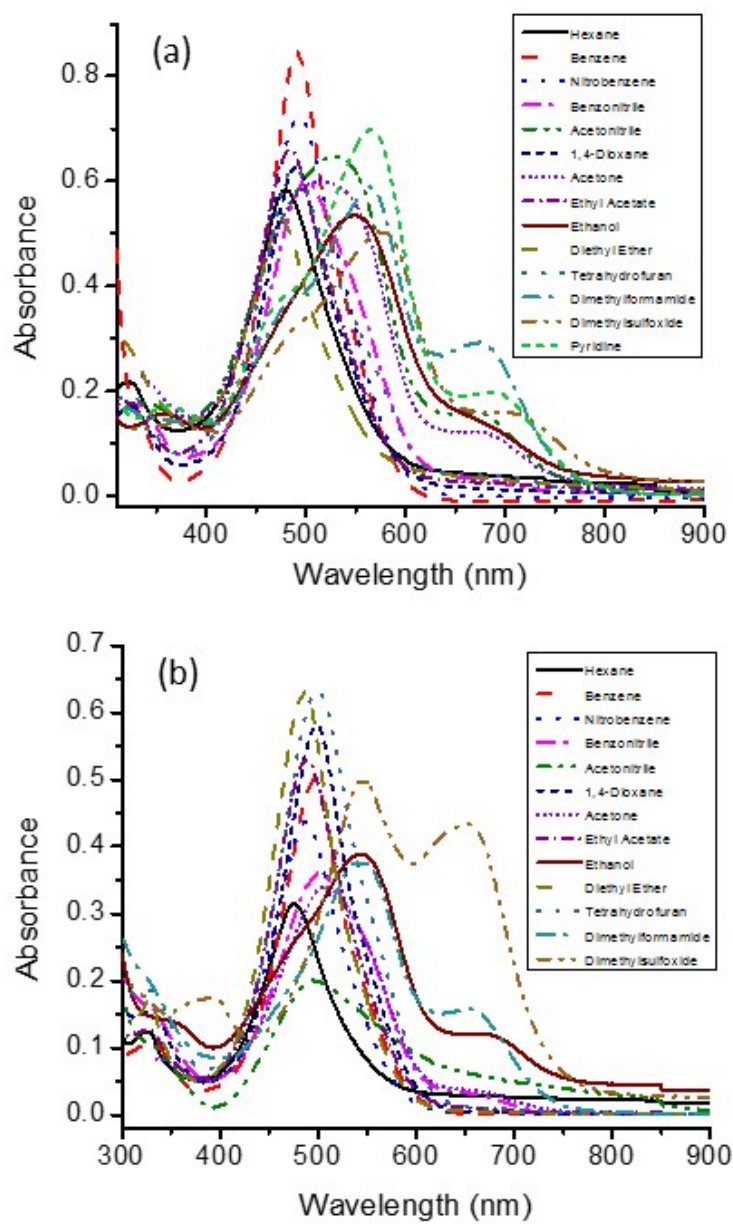 (a)
Absorbance
0.8
0.6
0.4
0.2
0.0
400 500 600 700 800 900
Wavelength (nm)
Hexane
Benzene
Nitrobenzene
Benzonitrile
Acetonitrile
1,4-Dioxane
Acetone
Ethyl Acetate
Ethanol
Diethyl Ether
Tetrahydrofuran
Dimethylformamide
Dimethylsulfoxide
Pyridine
(b)
Absorbance
0.7
0.6
0.5
0.4
0.3
0.2
0.1
0.0
300 400 500 600 700 800 900
Wavelength (nm)
Hexane
Benzene
Nitrobenzene
Benzonitrile
Acetonitrile
1,4-Dioxane
Acetone
Ethyl Acetate
Ethanol
Diethyl Ether
Tetrahydrofuran
Dimethylformamide
Dimethylsulfoxide